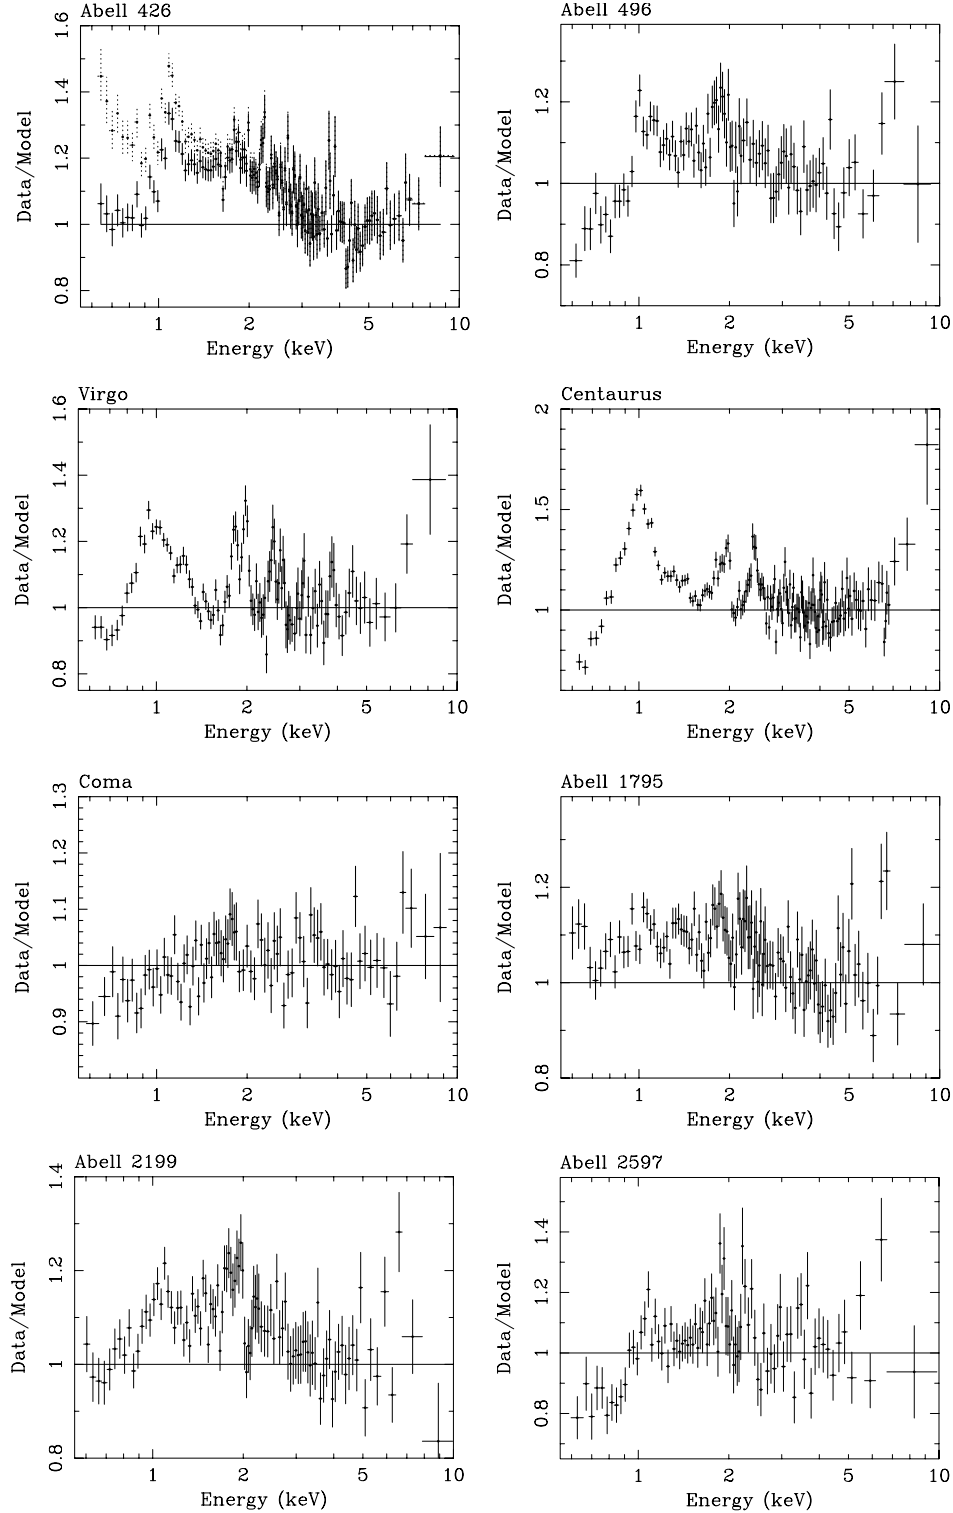 Abell 426
Data/Model
1.6
1.4
1.2
1
0.8
1
2
5
10
Energy (keV)
Abell 496
Data/Model
1.2
1
0.8
1
2
5
10
Energy (keV)
Virgo
Data/Model
1.6
1.4
1.2
1
0.8
1
2
5
10
Energy (keV)
Centaurus
Data/Model
2
1.5
1
1
2
5
10
Energy (keV)
Coma
Data/Model
1.3
1.2
1.1
1
0.9
1
2
5
10
Energy (keV)
Abell 1795
Data/Model
1.2
1
0.8
1
2
5
10
Energy (keV)
Abell 2199
Data/Model
1.4
1.2
1
0.8
1
2
5
10
Energy (keV)
Abell 2597
Data/Model
1.4
1.2
1
0.8
1
2
5
10
Energy (keV)